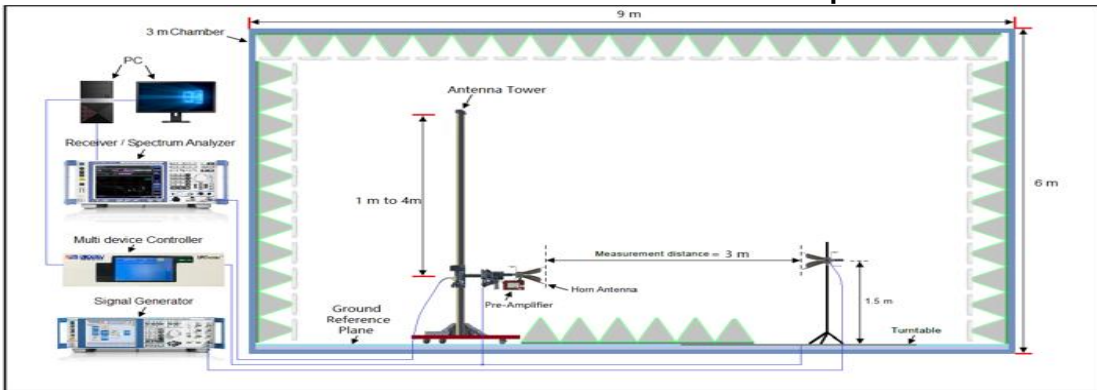 9 m
3 m Chamber
PC
Antenna Tower
Receiver / Spectrum Analyzer
6 m
1 m to 4m
Multi device Controller
Measurement distance = 3 m
Horn Antenna
Pre-Amplifier
Signal Generator
1.5 m
Ground
Reference
Plane
Turntable